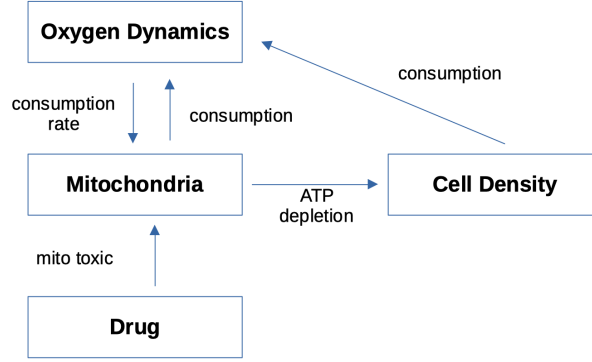 Oxygen Dynamics
consumption
consumption
rate
consumption
Mitochondria
Cell Density
ATP
depletion
mito toxic
Drug